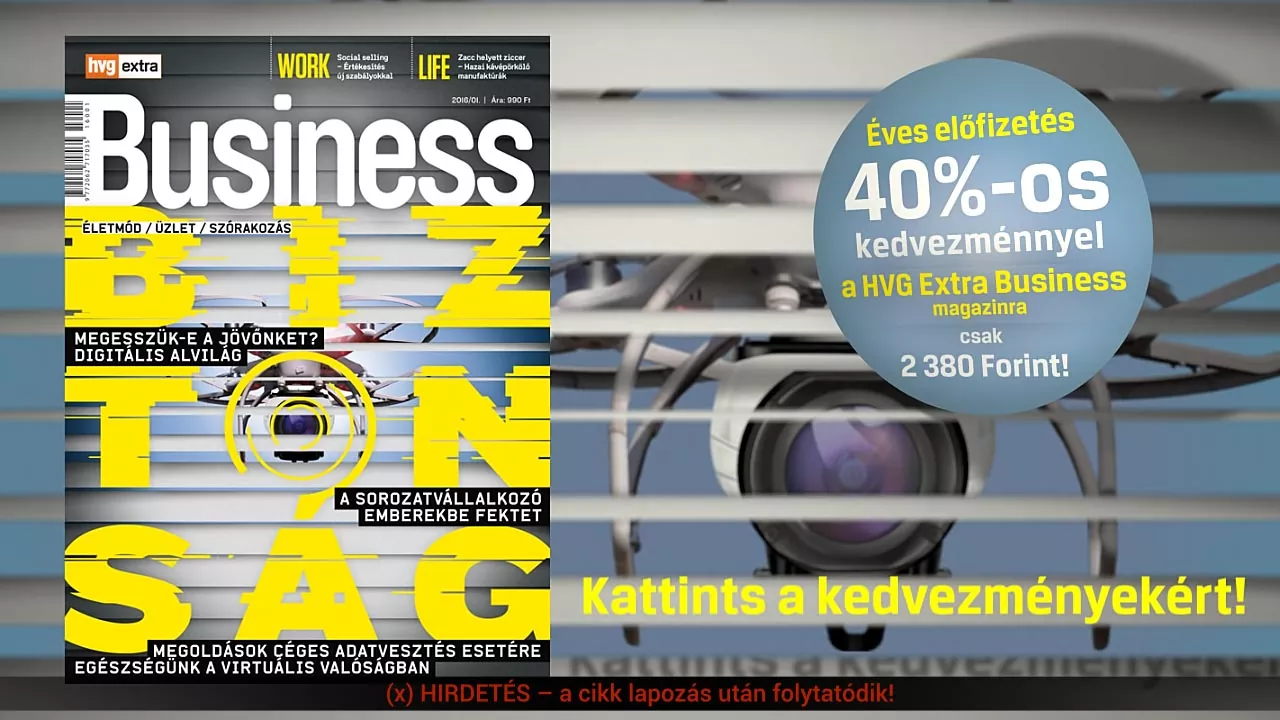 hvg extra
WORK
Social selling
– Értékesítés
új szabályokkal
LIFE
Zacc helyett ziccer
– Hazai kávépörkölő
manufaktúrák
2016/01. | Ára: 990 Ft
Business
ÉLETMÓD / ÜZLET / SZÓRAKOZÁS
BIZ
MEGESSZÜK-E A JÖVŐNKET?
DIGITÁLIS ALVILÁG
TON
A SOROZATVÁLLALKOZÓ
EMBEREKBE FEKTET
SÁG
MEGOLDÁSOK CÉGES ADATVESZTÉS ESETÉRE
EGÉSZSÉGÜNK A VIRTUÁLIS VALÓSÁGBAN
Éves előfizetés
40%-os
kedvezménnyel
a HVG Extra Business
magazinra
csak
2 380 Forint!
Kattints a kedvezményekért!
(x) HIRDETÉS – a cikk lapozás után folytatódik!